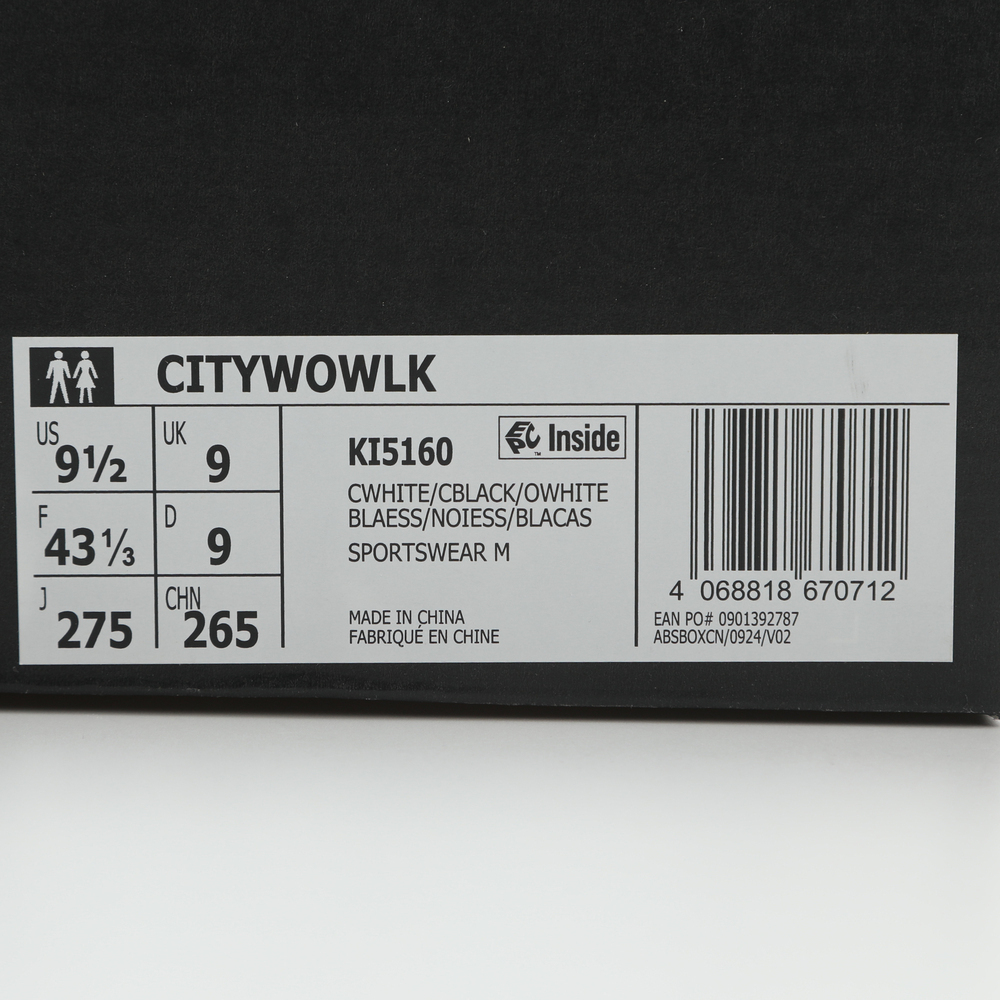 CITYWOWLK
US 9½ UK 9
F 43⅓ D 9
J 275 CHN 265
KI5160 EPC™ Inside
CWHITE/CBLACK/OWHITE
BLAESS/NOIESS/BLACAS
SPORTSWEAR M
MADE IN CHINA
FABRIQUÉ EN CHINE
4 068818 670712
EAN PO# 0901392787
ABSBOXCN/0924/V02